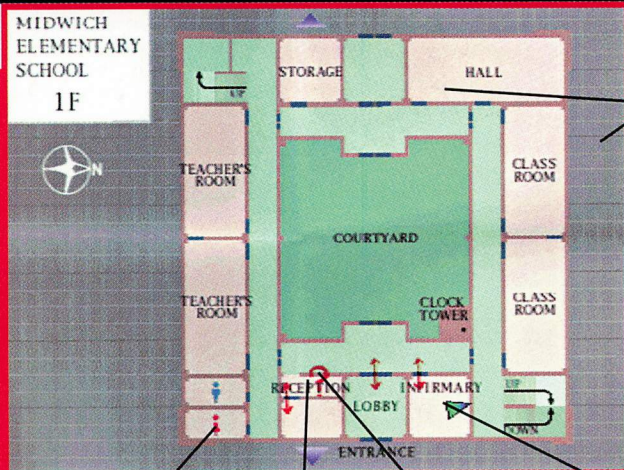 MIDWICH
ELEMENTARY
SCHOOL
1F
N
STORAGE
HALL
UP
TEACHER'S
ROOM
CLASS
ROOM
COURTYARD
TEACHER'S
ROOM
CLOCK
TOWER
CLASS
ROOM
RECEPTION
INFIRMARY
LOBBY
UP
DOWN
ENTRANCE